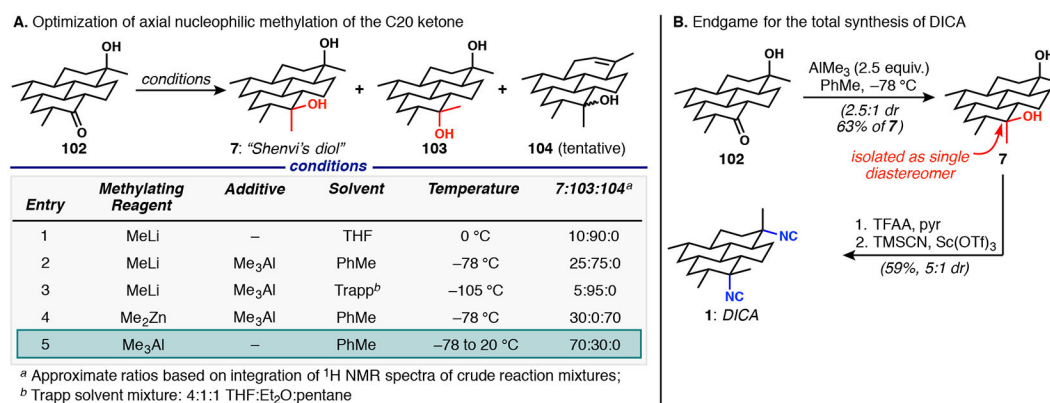 A. Optimization of axial nucleophilic methylation of the C20 ketone
OH
O
102
conditions
OH
OH
7: "Shenvi's diol"
+
OH
OH
103
+
OH
104 (tentative)
conditions
Entry Methylating Reagent Additive Solvent Temperature 7:103:104ᵃ
1 MeLi – THF 0 °C 10:90:0
2 MeLi Me₃Al PhMe –78 °C 25:75:0
3 MeLi Me₃Al Trappᵇ –105 °C 5:95:0
4 Me₂Zn Me₃Al PhMe –78 °C 30:0:70
5 Me₃Al – PhMe –78 to 20 °C 70:30:0
ᵃ Approximate ratios based on integration of ¹H NMR spectra of crude reaction mixtures;
ᵇ Trapp solvent mixture: 4:1:1 THF:Et₂O:pentane
B. Endgame for the total synthesis of DICA
OH
O
102
AlMe₃ (2.5 equiv.)
PhMe, –78 °C
(2.5:1 dr
63% of 7)
OH
OH
7
isolated as single
diastereomer
1. TFAA, pyr
2. TMSCN, Sc(OTf)₃
(59%, 5:1 dr)
NC
NC
1: DICA